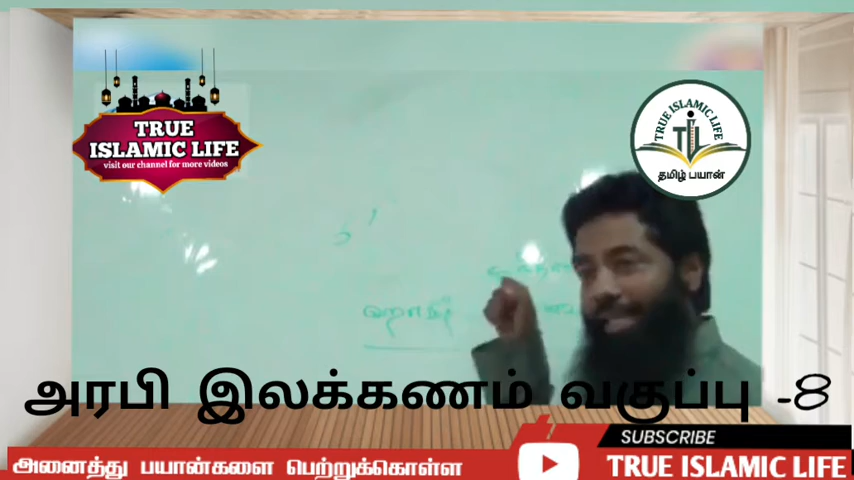 TRUE
ISLAMIC LIFE
visit our channel for more videos
TRUE ISLAMIC LIFE
தமிழ் பயான்
அரபி இலக்கணம் வகுப்பு -8
SUBSCRIBE
அனைத்து பயான்களை பெற்றுக்கொள்ள
TRUE ISLAMIC LIFE